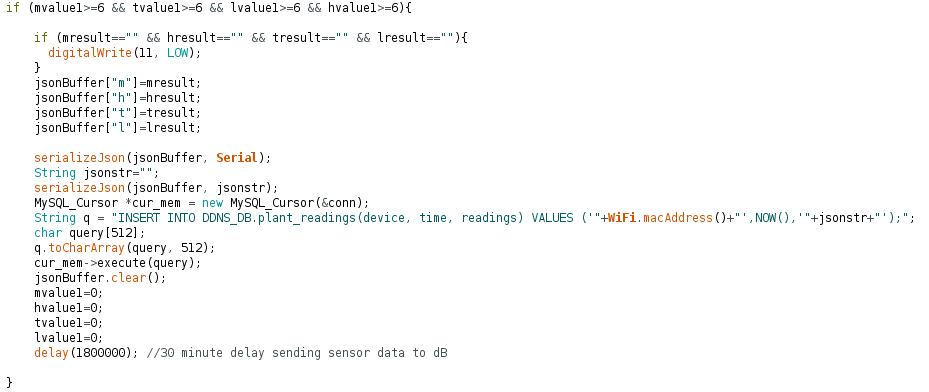 if (mvalue1>=6 && tvalue1>=6 && lvalue1>=6 && hvalue1>=6){
if (mresult=="" && hresult=="" && tresult=="" && lresult==""){
digitalWrite(11, LOW);
}
jsonBuffer["m"]=mresult;
jsonBuffer["h"]=hresult;
jsonBuffer["t"]=tresult;
jsonBuffer["l"]=lresult;
serializeJson(jsonBuffer, Serial);
String jsonstr="";
serializeJson(jsonBuffer, jsonstr);
MySQL_Cursor *cur_mem = new MySQL_Cursor(&conn);
String q = "INSERT INTO DDNS_DB.plant_readings(device, time, readings) VALUES ('"+WiFi.macAddress()+"',NOW(),'"+jsonstr+"');";
char query[512];
q.toCharArray(query, 512);
cur_mem->execute(query);
jsonBuffer.clear();
mvalue1=0;
hvalue1=0;
tvalue1=0;
lvalue1=0;
delay(1800000); //30 minute delay sending sensor data to dB
}